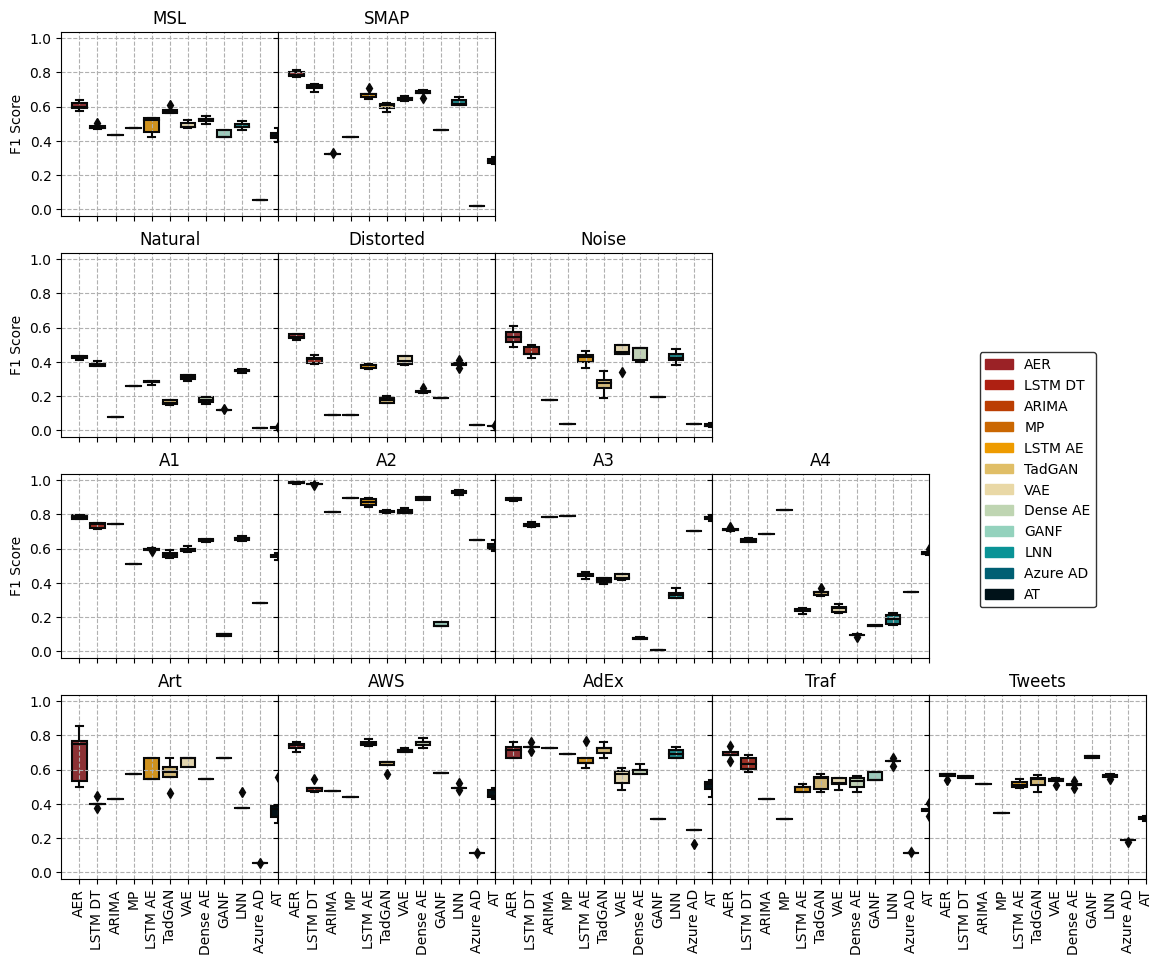 MSL SMAP
1.0
0.8
0.6
0.4
0.2
0.0
F1 Score
Natural Distorted Noise
1.0
0.8
0.6
0.4
0.2
0.0
F1 Score
A1 A2 A3 A4
1.0
0.8
0.6
0.4
0.2
0.0
F1 Score
Art AWS AdEx Traf Tweets
1.0
0.8
0.6
0.4
0.2
0.0
F1 Score
AER LSTM DT ARIMA MP LSTM AE TadGAN VAE Dense AE GANF LNN Azure AD AT
AER LSTM DT ARIMA MP LSTM AE TadGAN VAE Dense AE GANF LNN Azure AD AT
AER LSTM DT ARIMA MP LSTM AE TadGAN VAE Dense AE GANF LNN Azure AD AT
AER LSTM DT ARIMA MP LSTM AE TadGAN VAE Dense AE GANF LNN Azure AD AT
AER LSTM DT ARIMA MP LSTM AE TadGAN VAE Dense AE GANF LNN Azure AD AT
AER
LSTM DT
ARIMA
MP
LSTM AE
TadGAN
VAE
Dense AE
GANF
LNN
Azure AD
AT